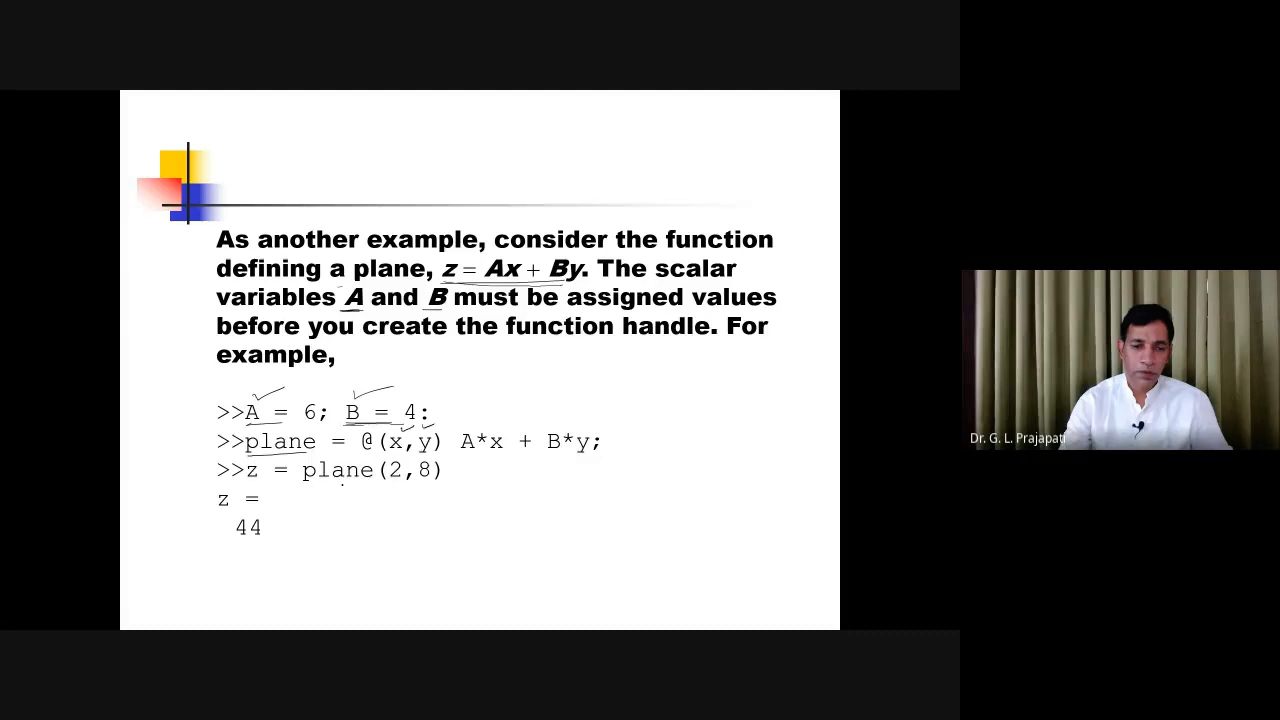 As another example, consider the function
defining a plane, z = Ax + By. The scalar
variables A and B must be assigned values
before you create the function handle. For
example,
>>A = 6; B = 4:
>>plane = @(x,y) A*x + B*y;
>>z = plane(2,8)
z =
44
Dr. G. L. Prajapati